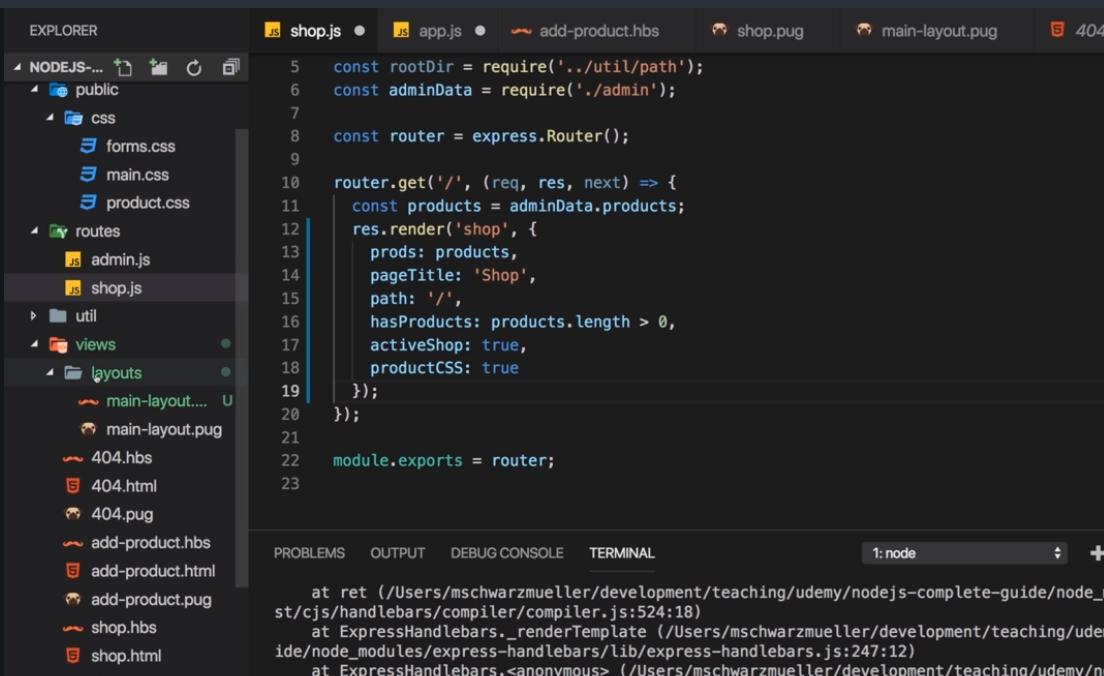 EXPLORER
shop.js
app.js
add-product.hbs
shop.pug
main-layout.pug
404
NODEJS-...
public
css
forms.css
main.css
product.css
routes
admin.js
shop.js
util
views
layouts
main-layout.... U
main-layout.pug
404.hbs
404.html
404.pug
add-product.hbs
add-product.html
add-product.pug
shop.hbs
shop.html
5 const rootDir = require('../util/path');
6 const adminData = require('./admin');
7
8 const router = express.Router();
9
10 router.get('/', (req, res, next) => {
11 const products = adminData.products;
12 res.render('shop', {
13 prods: products,
14 pageTitle: 'Shop',
15 path: '/',
16 hasProducts: products.length > 0,
17 activeShop: true,
18 productCSS: true
19 });
20 });
21
22 module.exports = router;
23
PROBLEMS OUTPUT DEBUG CONSOLE TERMINAL
1: node
at ret (/Users/mschwarzmueller/development/teaching/udemy/nodejs-complete-guide/node_
st/cjs/handlebars/compiler/compiler.js:524:18)
at ExpressHandlebars._renderTemplate (/Users/mschwarzmueller/development/teaching/ude
ide/node_modules/express-handlebars/lib/express-handlebars.js:247:12)
at ExpressHandlebars.<anonymous> (/Users/mschwarzmueller/development/teaching/udemy/n